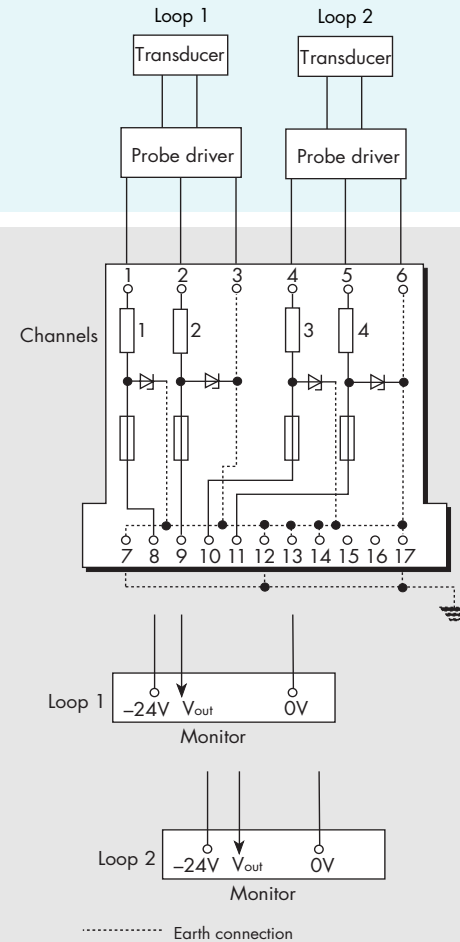 Loop 1 Loop 2
Transducer Transducer
Probe driver Probe driver
1 2 3 4 5 6
Channels 1 2 3 4
7 8 9 10 11 12 13 14 15 16 17
Loop 1 –24V Vout 0V
Monitor
Loop 2 –24V Vout 0V
Monitor
Earth connection